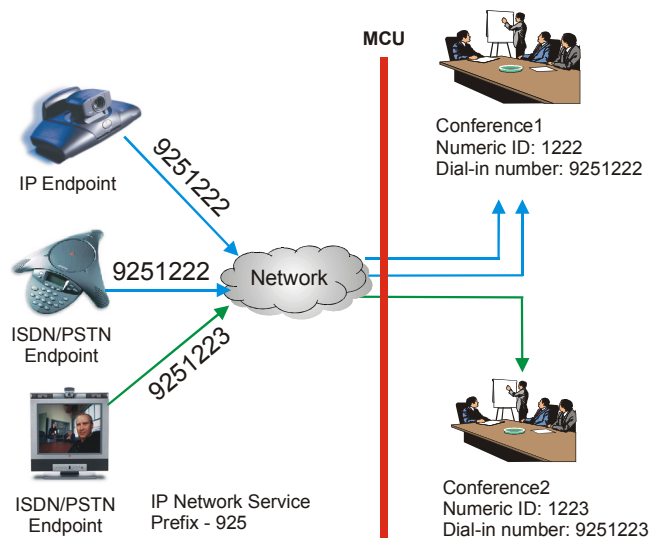 MCU
Conference1
Numeric ID: 1222
Dial-in number: 9251222
IP Endpoint
9251222
9251222
Network
ISDN/PSTN
Endpoint
9251223
ISDN/PSTN
Endpoint
IP Network Service
Prefix - 925
Conference2
Numeric ID: 1223
Dial-in number: 9251223